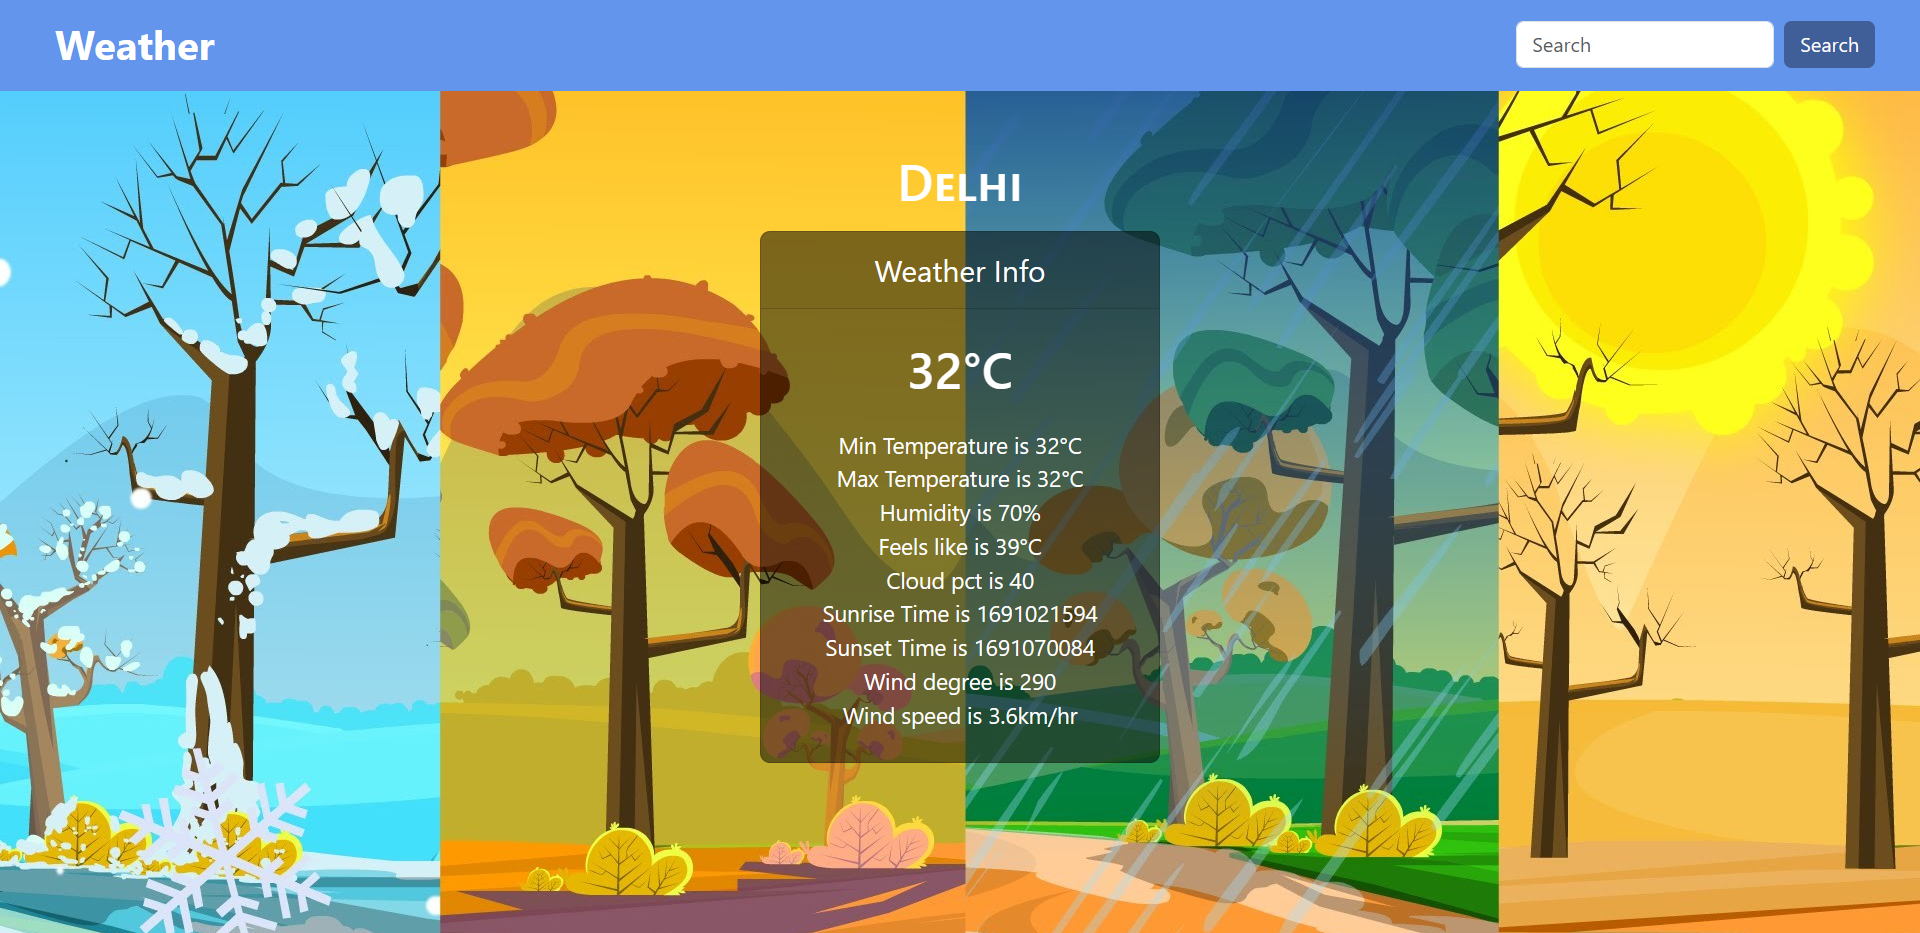 Weather
Search
Search
Delhi
Weather Info
32°C
Min Temperature is 32°C
Max Temperature is 32°C
Humidity is 70%
Feels like is 39°C
Cloud pct is 40
Sunrise Time is 1691021594
Sunset Time is 1691070084
Wind degree is 290
Wind speed is 3.6km/hr